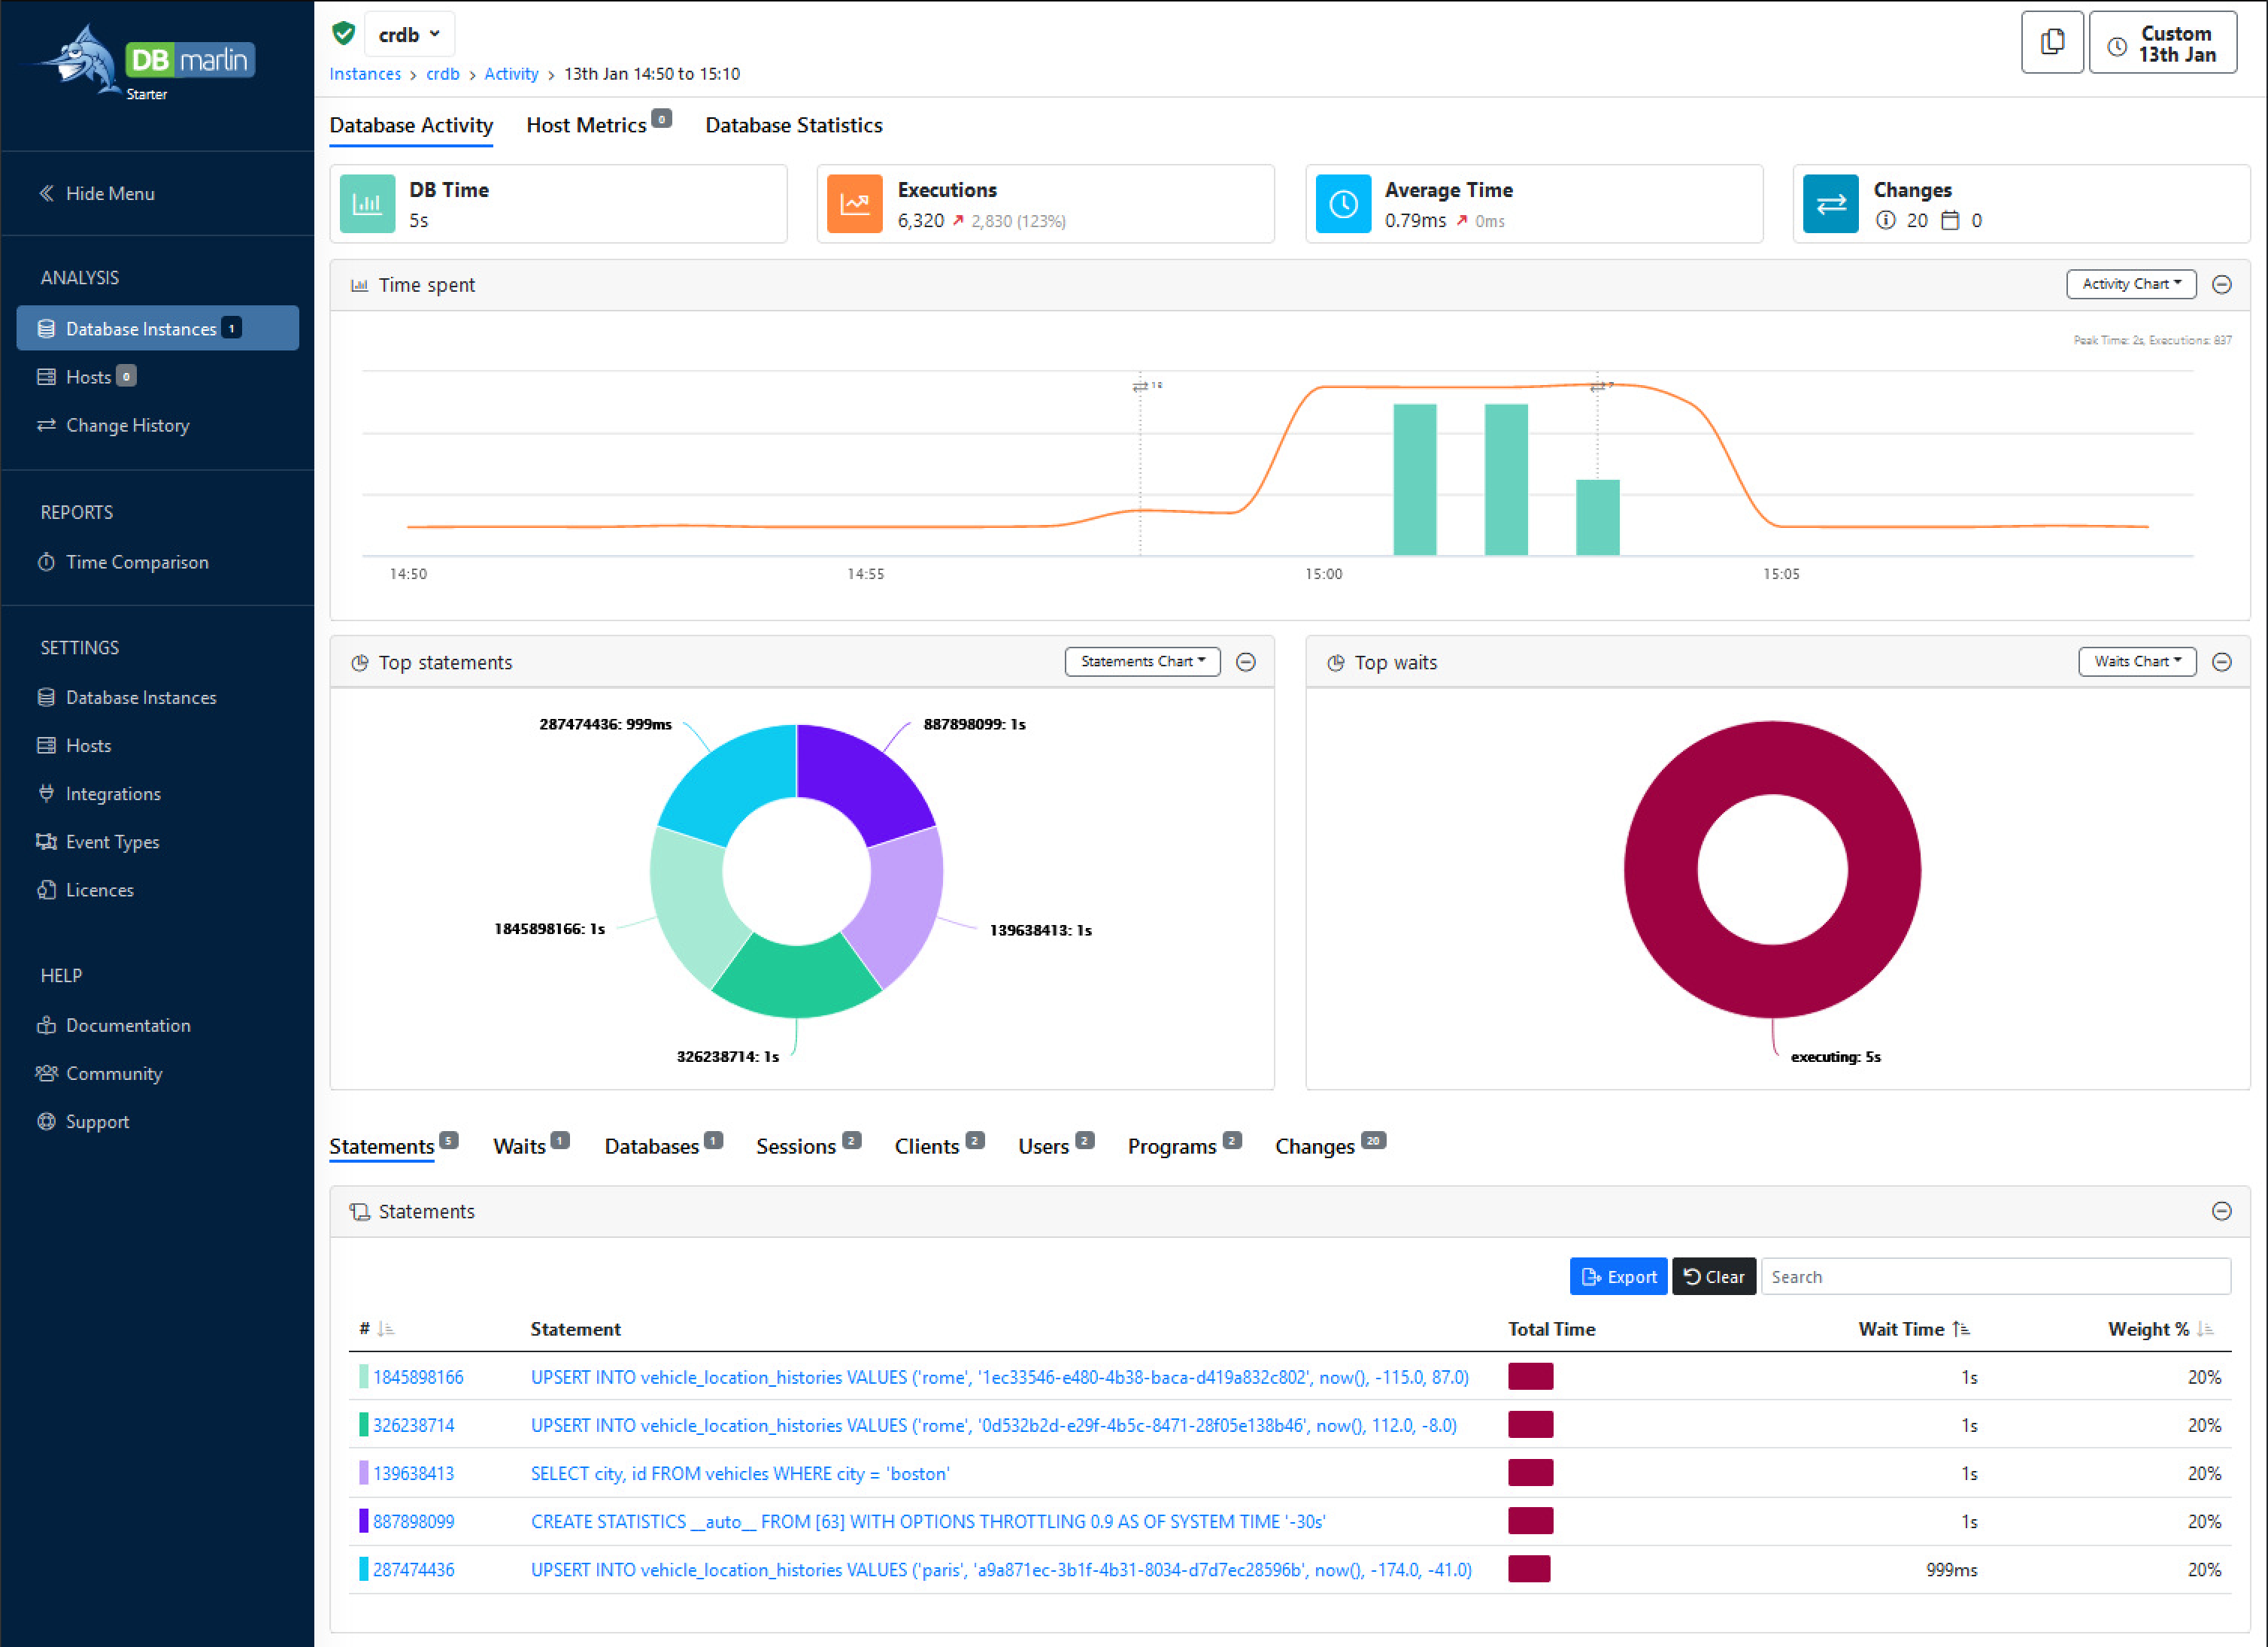 DB marlin
Starter
Hide Menu
ANALYSIS
Database Instances 1
Hosts 0
Change History
REPORTS
Time Comparison
SETTINGS
Database Instances
Hosts
Integrations
Event Types
Licences
HELP
Documentation
Community
Support
crdb
Instances > crdb > Activity > 13th Jan 14:50 to 15:10
Custom
13th Jan
Database Activity Host Metrics 0 Database Statistics
DB Time
5s
Executions
6,320 2,830 (123%)
Average Time
0.79ms 0ms
Changes
20 0
Time spent
Activity Chart
Peak Time: 2s, Executions: 837
7
14:50 14:55 15:00 15:05
Top statements
Statements Chart
287474436: 999ms
887898099: 1s
1845898166: 1s
139638413: 1s
326238714: 1s
Top waits
Waits Chart
executing: 5s
Statements 5 Waits 1 Databases 1 Sessions 2 Clients 2 Users 2 Programs 2 Changes 20
Statements
Export Clear Search
# Statement Total Time Wait Time Weight %
1845898166 UPSERT INTO vehicle_location_histories VALUES ('rome', '1ec33546-e480-4b38-baca-d419a832c802', now(), -115.0, 87.0) 1s 20%
326238714 UPSERT INTO vehicle_location_histories VALUES ('rome', '0d532b2d-e29f-4b5c-8471-28f05e138b46', now(), 112.0, -8.0) 1s 20%
139638413 SELECT city, id FROM vehicles WHERE city = 'boston' 1s 20%
887898099 CREATE STATISTICS __auto__ FROM [63] WITH OPTIONS THROTTLING 0.9 AS OF SYSTEM TIME '-30s' 1s 20%
287474436 UPSERT INTO vehicle_location_histories VALUES ('paris', 'a9a871ec-3b1f-4b31-8034-d7d7ec28596b', now(), -174.0, -41.0) 999ms 20%